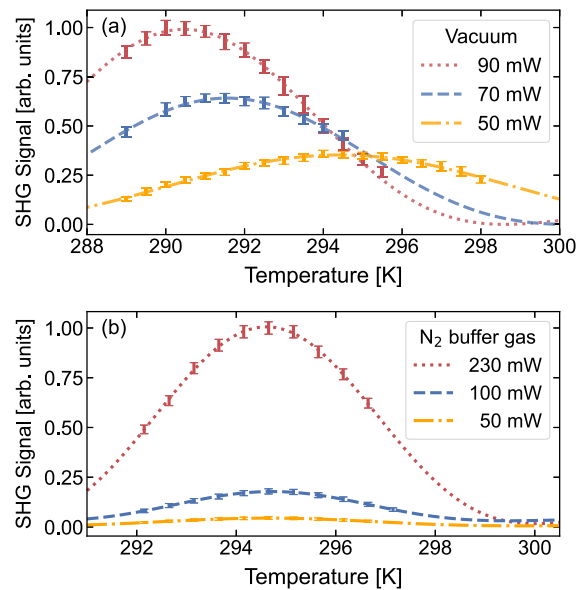 (a)
Vacuum
90 mW
70 mW
50 mW
SHG Signal [arb. units]
1.00
0.75
0.50
0.25
0.00
288 290 292 294 296 298 300
Temperature [K]
(b)
N₂ buffer gas
230 mW
100 mW
50 mW
SHG Signal [arb. units]
1.00
0.75
0.50
0.25
0.00
292 294 296 298 300
Temperature [K]